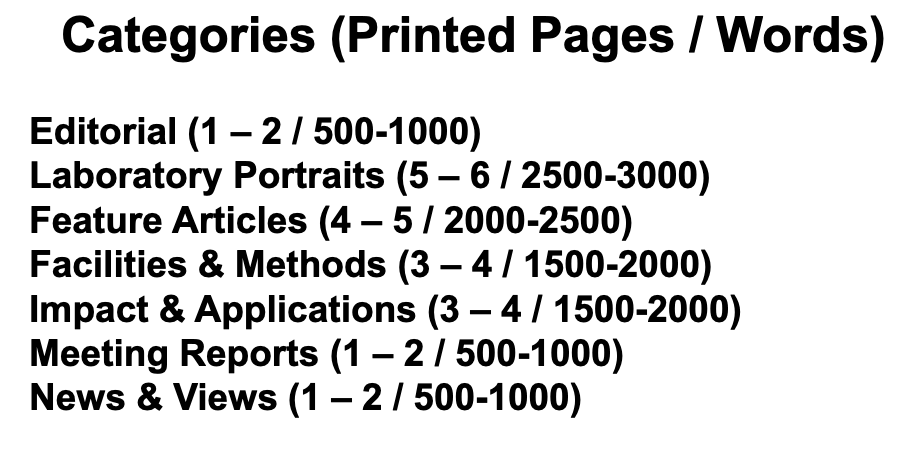 Categories (Printed Pages / Words)
Editorial (1 – 2 / 500-1000)
Laboratory Portraits (5 – 6 / 2500-3000)
Feature Articles (4 – 5 / 2000-2500)
Facilities & Methods (3 – 4 / 1500-2000)
Impact & Applications (3 – 4 / 1500-2000)
Meeting Reports (1 – 2 / 500-1000)
News & Views (1 – 2 / 500-1000)